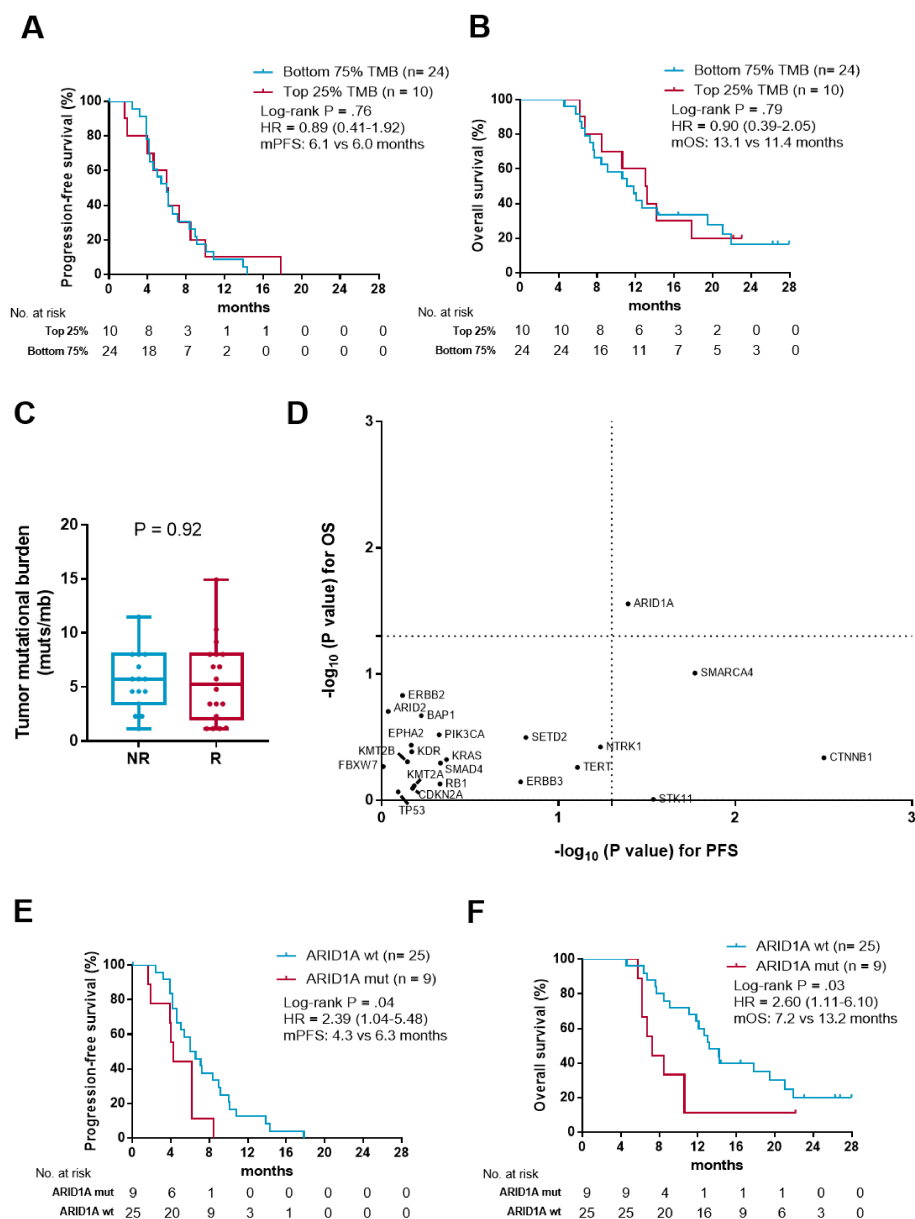 A
Bottom 75% TMB (n= 24)
Top 25% TMB (n = 10)
Log-rank P = .76
HR = 0.89 (0.41-1.92)
mPFS: 6.1 vs 6.0 months
Progression-free survival (%)
100
80
60
40
20
0
0 4 8 12 16 20 24 28
months
No. at risk
Top 25% 10 8 3 1 1 0 0 0
Bottom 75% 24 18 7 2 0 0 0 0
B
Bottom 75% TMB (n= 24)
Top 25% TMB (n = 10)
Log-rank P = .79
HR = 0.90 (0.39-2.05)
mOS: 13.1 vs 11.4 months
Overall survival (%)
100
80
60
40
20
0
0 4 8 12 16 20 24 28
months
No. at risk
Top 25% 10 10 8 6 3 2 0 0
Bottom 75% 24 24 16 11 7 5 3 0
C
P = 0.92
Tumor mutational burden
(muts/mb)
20
15
10
5
0
NR R
D
-log10 (P value) for OS
3
2
1
0
ARID1A
SMARCA4
ERBB2
ARID2
BAP1
EPHA2
PIK3CA
SETD2
KMT2B
KDR
KRAS
NTRK1
FBXW7
SMAD4
TERT
CTNNB1
KMT2A
RB1
ERBB3
CDKN2A
STK11
TP53
0 1 2 3
-log10 (P value) for PFS
E
ARID1A wt (n= 25)
ARID1A mut (n = 9)
Log-rank P = .04
HR = 2.39 (1.04-5.48)
mPFS: 4.3 vs 6.3 months
Progression-free survival (%)
100
80
60
40
20
0
0 4 8 12 16 20 24 28
months
No. at risk
ARID1A mut 9 6 1 0 0 0 0 0
ARID1A wt 25 20 9 3 1 0 0 0
F
ARID1A wt (n= 25)
ARID1A mut (n = 9)
Log-rank P = .03
HR = 2.60 (1.11-6.10)
mOS: 7.2 vs 13.2 months
Overall survival (%)
100
80
60
40
20
0
0 4 8 12 16 20 24 28
months
No. at risk
ARID1A mut 9 9 4 1 1 1 0 0
ARID1A wt 25 25 20 16 9 6 3 0